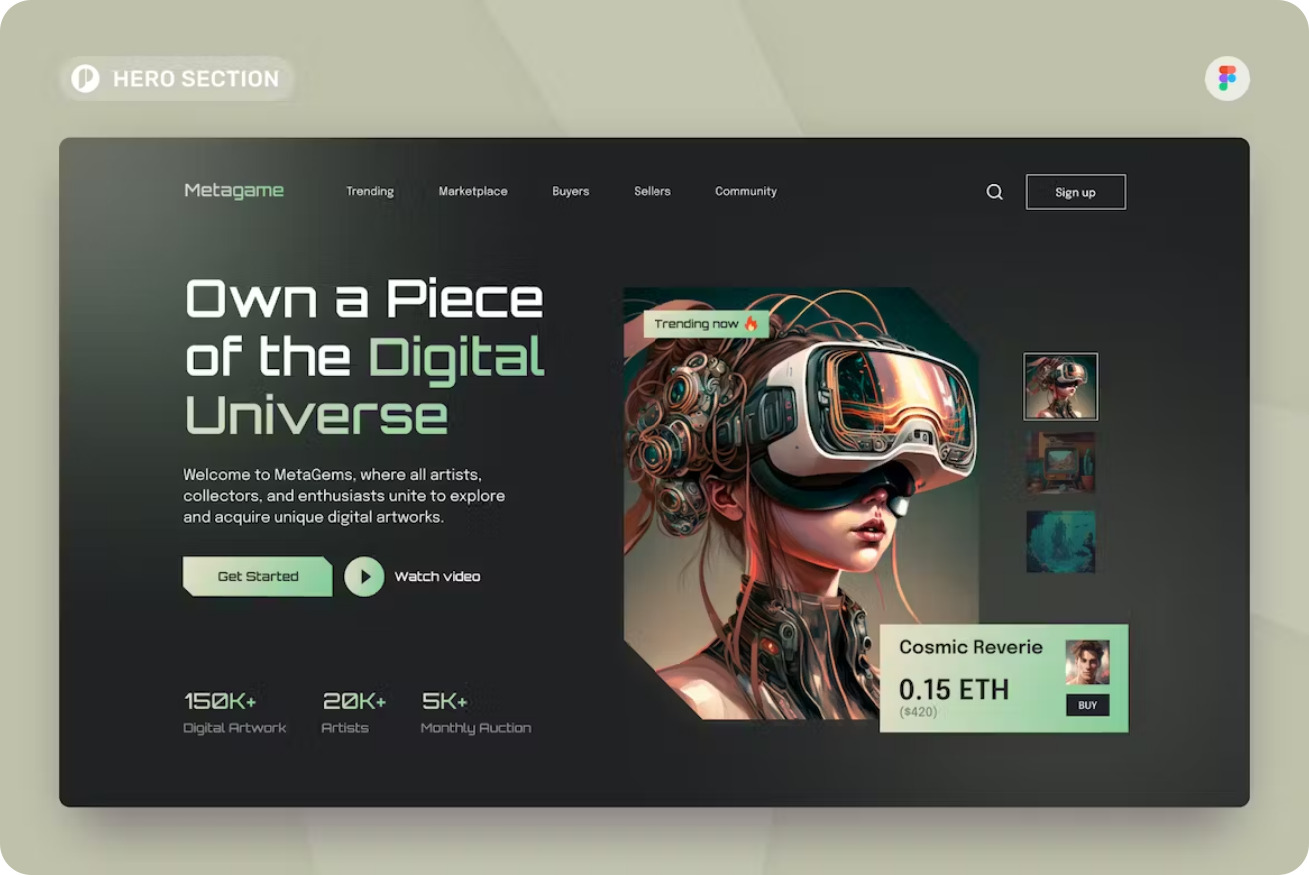 HERO SECTION
Metagame
Trending
Marketplace
Buyers
Sellers
Community
Sign up
Own a Piece
of the Digital
Universe
Welcome to MetaGems, where all artists,
collectors, and enthusiasts unite to explore
and acquire unique digital artworks.
Get Started
Watch video
150K+
Digital Artwork
20K+
Artists
5K+
Monthly Auction
Trending now
Cosmic Reverie
0.15 ETH
($420)
BUY